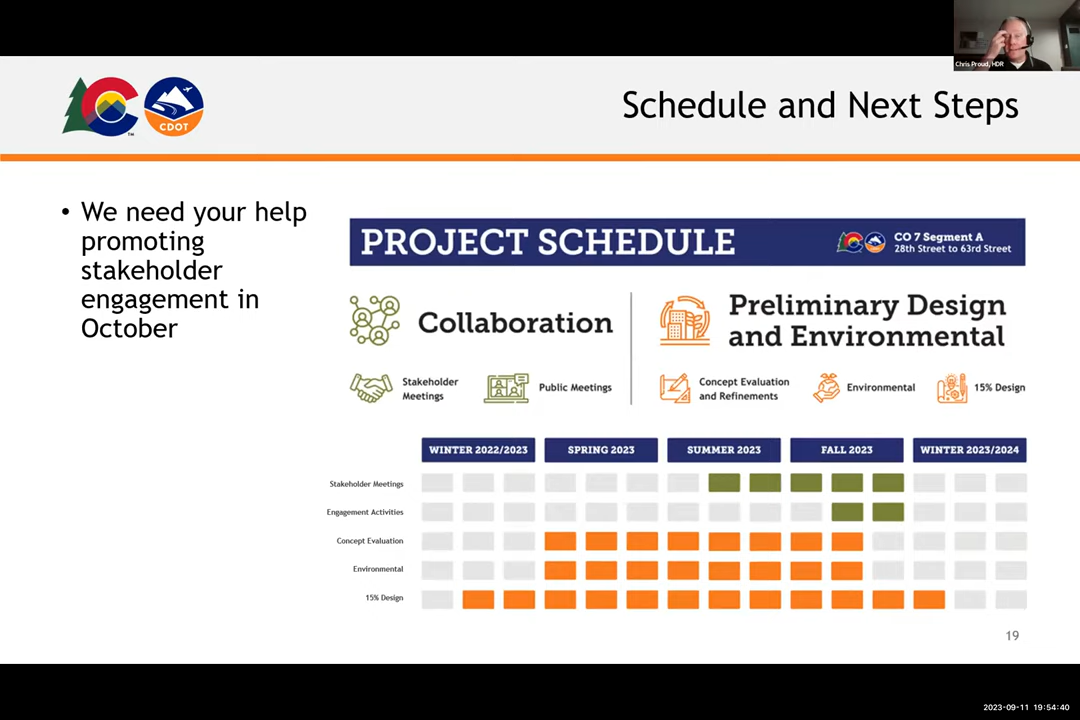 Chris Proud, HDR
CDOT
TM
Schedule and Next Steps
• We need your help
promoting
stakeholder
engagement in
October
PROJECT SCHEDULE
CO 7 Segment A
28th Street to 63rd Street
Collaboration
Preliminary Design
and Environmental
Stakeholder
Meetings
Public Meetings
Concept Evaluation
and Refinements
Environmental
15% Design
WINTER 2022/2023 SPRING 2023 SUMMER 2023 FALL 2023 WINTER 2023/2024
Stakeholder Meetings
Engagement Activities
Concept Evaluation
Environmental
15% Design
19
2023-09-11 19:54:40